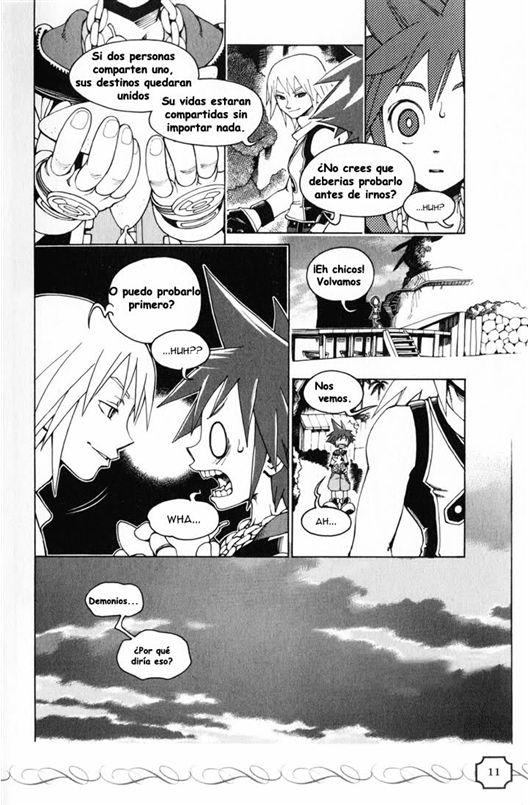 Si dos personas
comparten uno,
sus destinos quedaran
unidos
Su vidas estaran
compartidas sin
importar nada.
¿No crees que
deberias probarlo
antes de irnos?
...HUH?
O puedo probarlo
primero?
...HUH??
WHA...
¡Eh chicos!
Volvamos
Nos
vemos.
AH...
Demonios...
¿Por qué
diría eso?
11